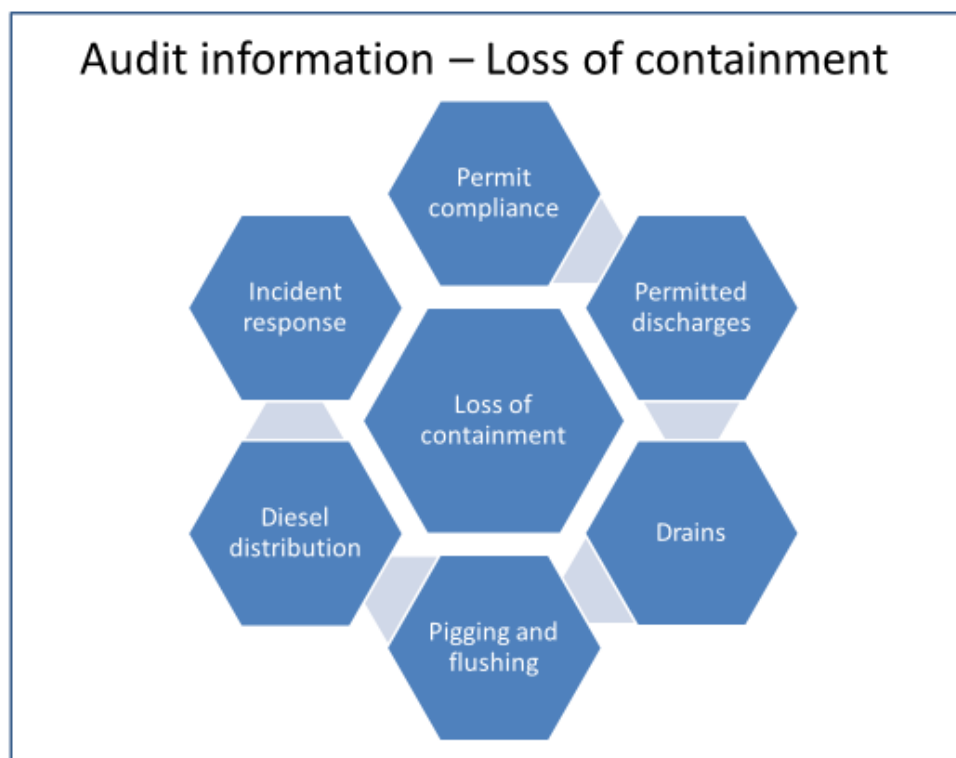 Audit information – Loss of containment
Permit
compliance
Permitted
discharges
Drains
Pigging and
flushing
Diesel
distribution
Incident
response
Loss of
containment